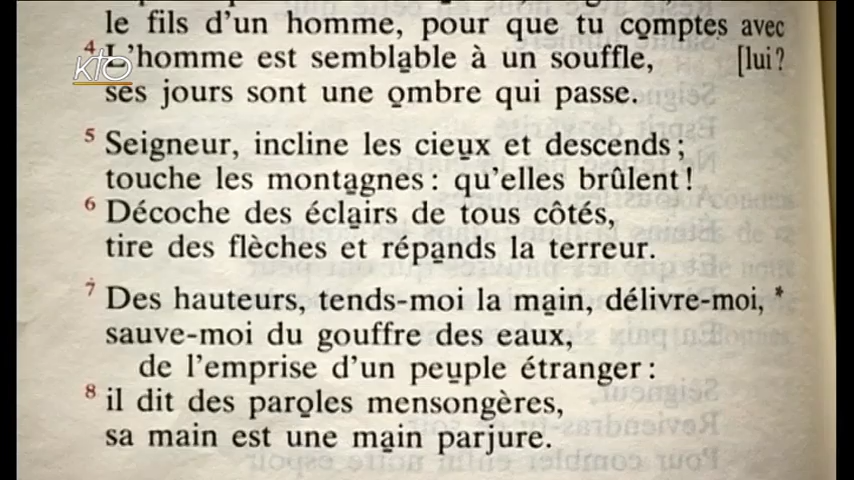 le fils d'un homme, pour que tu comptes avec
[lui?
4 L'homme est semblable à un souffle,
ses jours sont une ombre qui passe.
5 Seigneur, incline les cieux et descends ;
touche les montagnes : qu'elles brûlent !
6 Décoche des éclairs de tous côtés,
tire des flèches et répands la terreur.
7 Des hauteurs, tends-moi la main, délivre-moi, *
sauve-moi du gouffre des eaux,
de l'emprise d'un peuple étranger :
8 il dit des paroles mensongères,
sa main est une main parjure.
kto